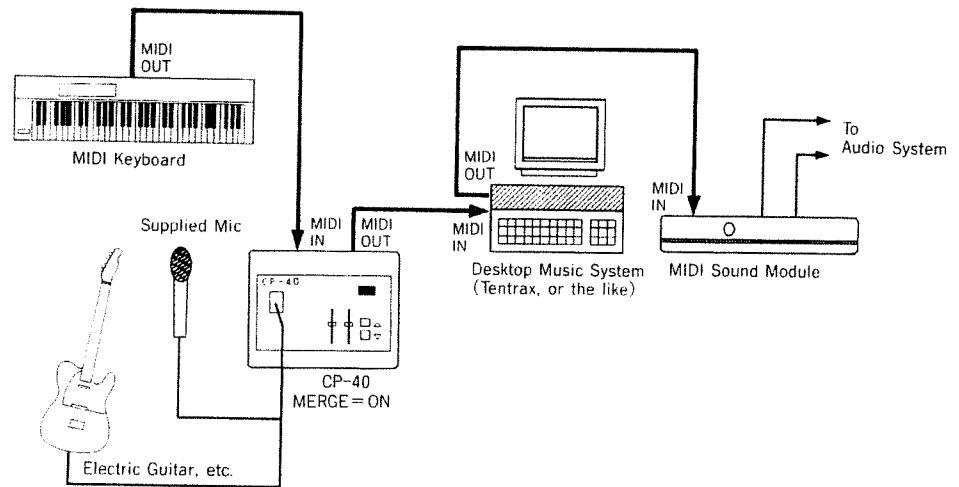 MIDI
OUT
MIDI Keyboard
Supplied Mic
MIDI
IN
MIDI
OUT
CP-40
CP-40
MERGE=ON
Electric Guitar, etc.
MIDI
OUT
MIDI
IN
Desktop Music System
(Tentrax, or the like)
MIDI
IN
MIDI Sound Module
To
Audio System